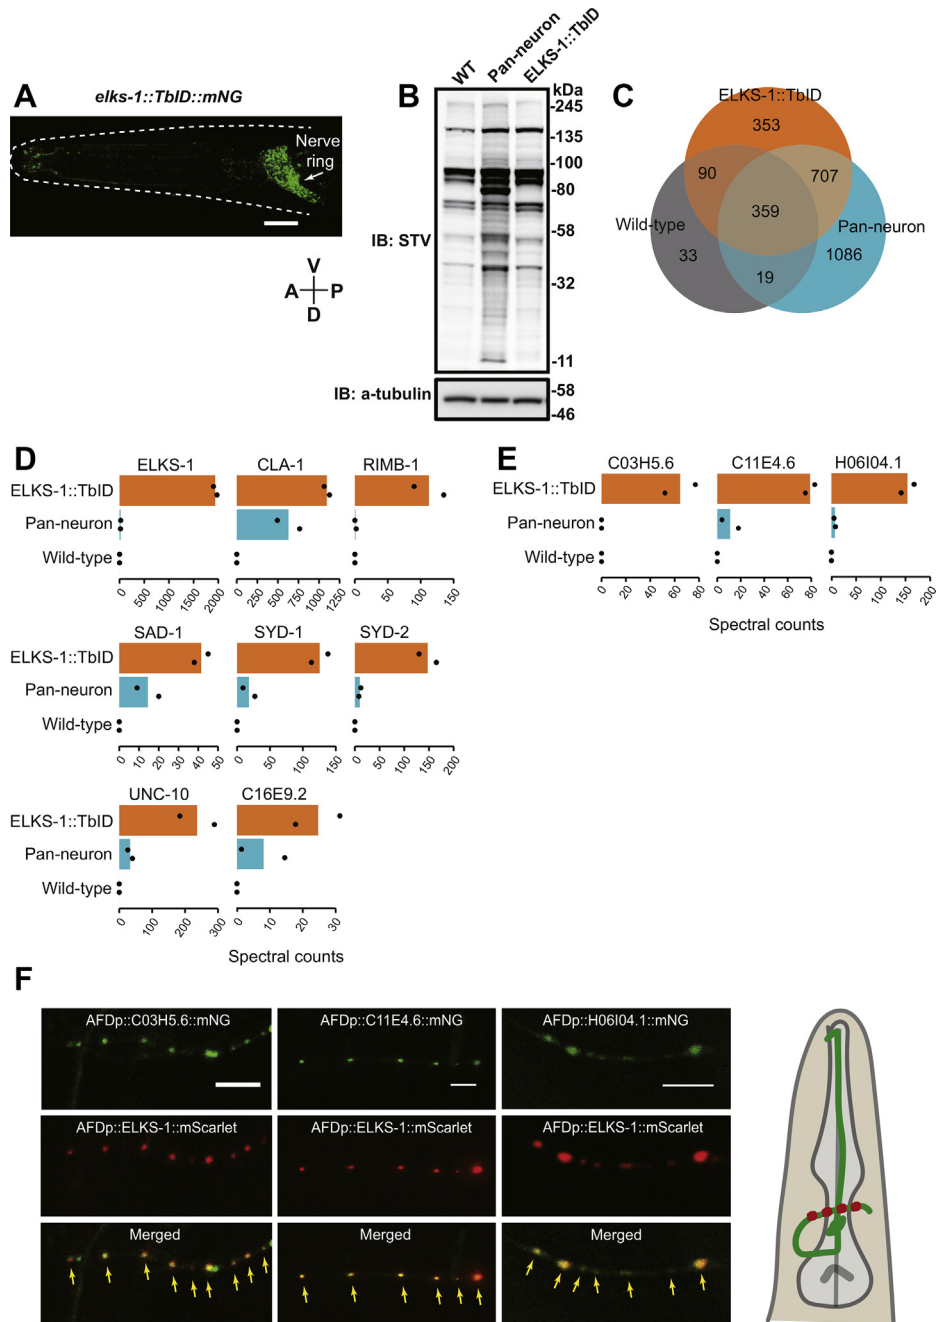 A
elks-1::TbID::mNG
Nerve
ring
V
A
P
D
B
WT
Pan-neuron
ELKS-1::TbID
kDa
-245
-135
-100
-80
-58
IB: STV
-32
-11
IB: a-tubulin
-58
-46
C
ELKS-1::TbID
353
90
707
359
Wild-type
Pan-neuron
33
1086
19
D
ELKS-1
CLA-1
RIMB-1
ELKS-1::TbID
Pan-neuron
Wild-type
0 500 1000 1500 2000
0 250 500 750 1000 1250
0 50 100 150
SAD-1
SYD-1
SYD-2
ELKS-1::TbID
Pan-neuron
Wild-type
0 10 20 30 40 50
0 50 100 150
0 50 100 150 200
UNC-10
C16E9.2
ELKS-1::TbID
Pan-neuron
Wild-type
0 100 200 300
0 10 20 30
Spectral counts
E
C03H5.6
C11E4.6
H06I04.1
ELKS-1::TbID
Pan-neuron
Wild-type
0 20 40 60 80
0 20 40 60 80
0 50 100 150 200
Spectral counts
F
AFDp::C03H5.6::mNG
AFDp::C11E4.6::mNG
AFDp::H06I04.1::mNG
AFDp::ELKS-1::mScarlet
AFDp::ELKS-1::mScarlet
AFDp::ELKS-1::mScarlet
Merged
Merged
Merged